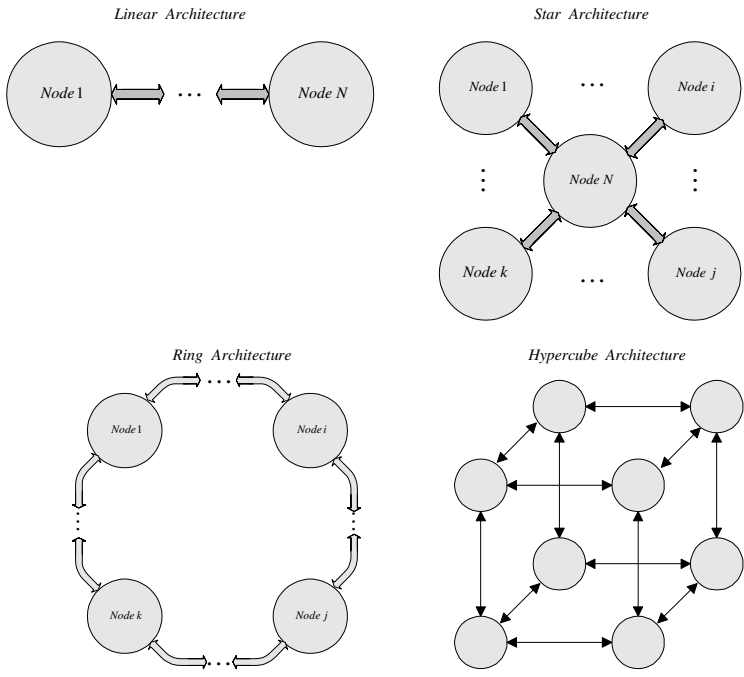 Linear Architecture
Node 1 ... Node N
Star Architecture
Node 1 ... Node i
Node N
Node k ... Node j
Ring Architecture
...
Node 1 Node i
Node k Node j
...
Hypercube Architecture